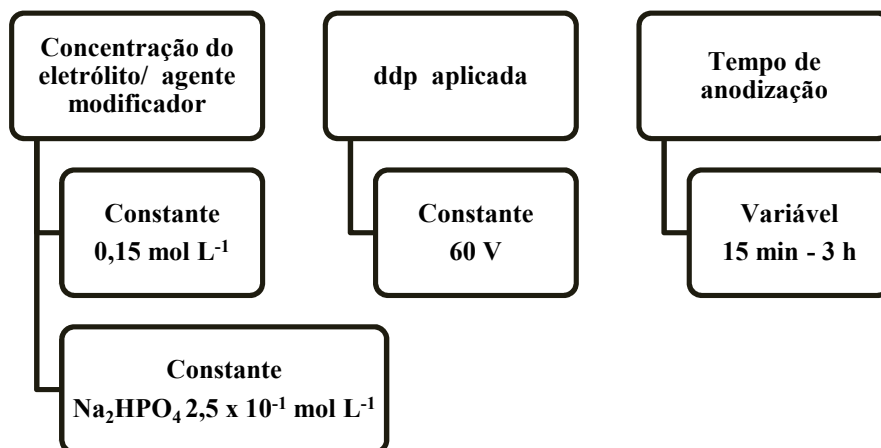 Concentração do
eletrólito/ agente
modificador
Constante
0,15 mol L⁻¹
Constante
Na₂HPO₄ 2,5 x 10⁻¹ mol L⁻¹
ddp aplicada
Constante
60 V
Tempo de
anodização
Variável
15 min - 3 h